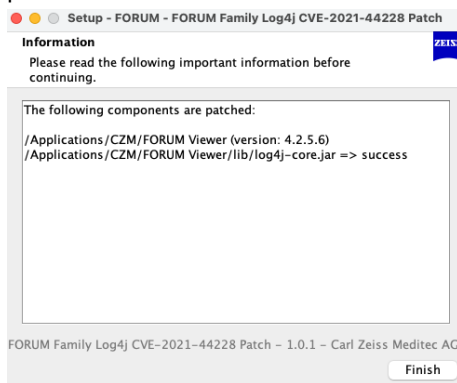 Setup - FORUM - FORUM Family Log4j CVE-2021-44228 Patch
Information
ZEISS
Please read the following important information before
continuing.
The following components are patched:
/Applications/CZM/FORUM Viewer (version: 4.2.5.6)
/Applications/CZM/FORUM Viewer/lib/log4j-core.jar => success
FORUM Family Log4j CVE-2021-44228 Patch - 1.0.1 - Carl Zeiss Meditec AG
Finish